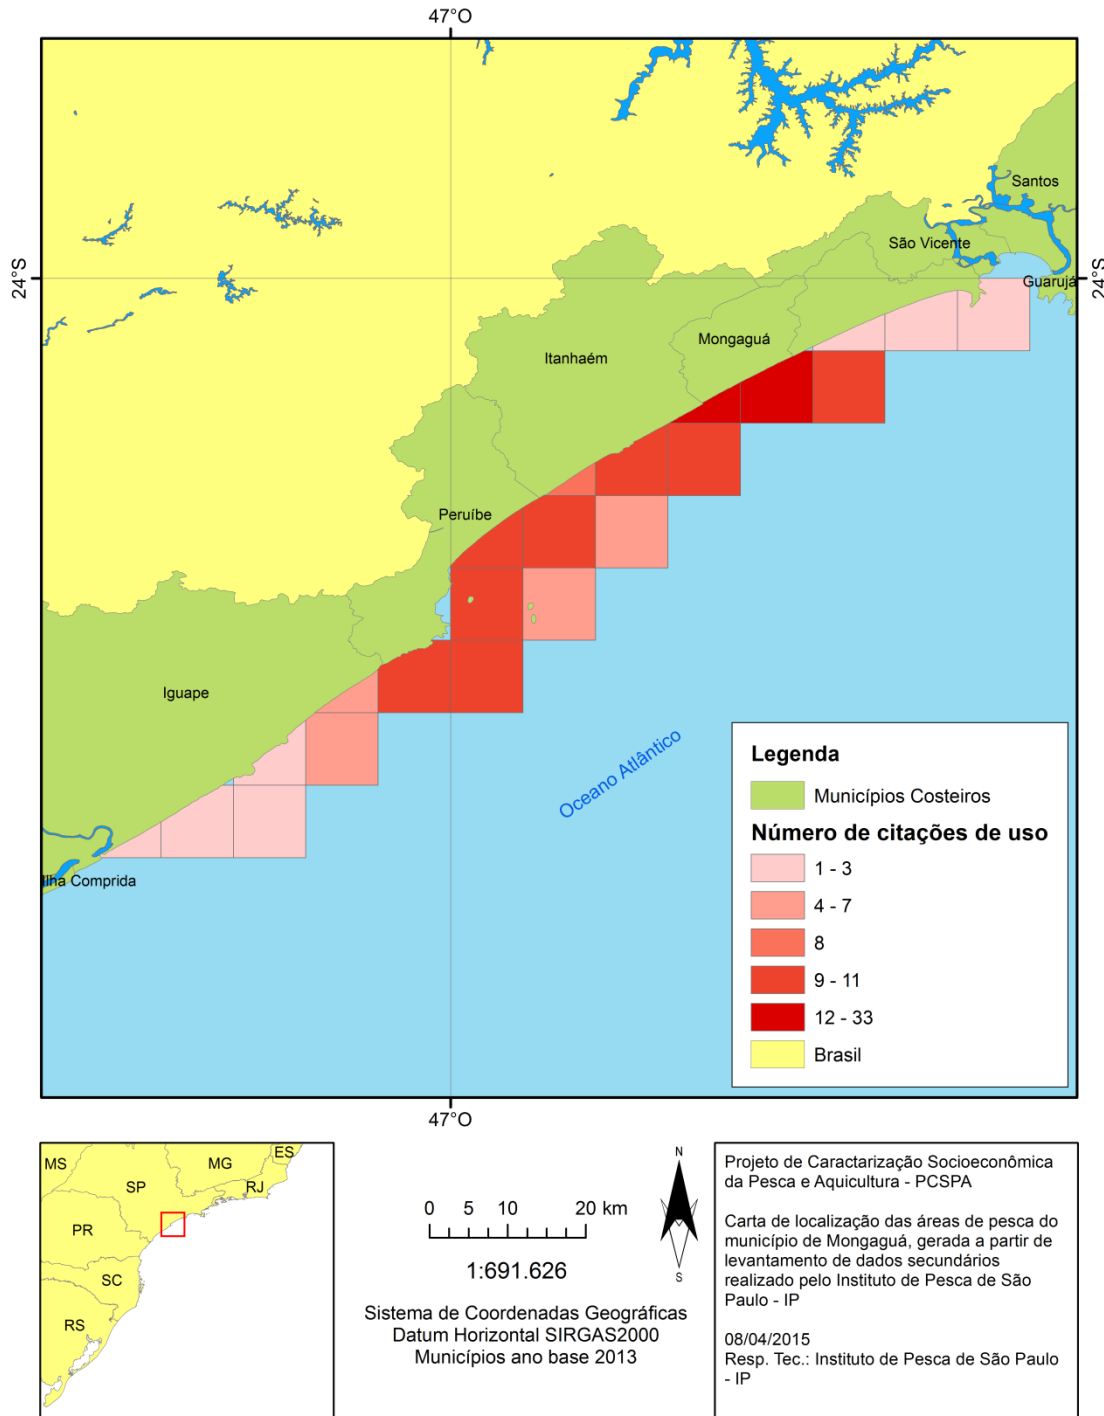 47°O
Santos
São Vicente
24°S
24°S
Guarujá
Mongaguá
Itanhaém
Peruíbe
Iguape
Oceano Atlântico
Ilha Comprida
Legenda
Municípios Costeiros
Número de citações de uso
1 - 3
4 - 7
8
9 - 11
12 - 33
Brasil
47°O
MS
ES
MG
SP
RJ
PR
SC
RS
0 5 10 20 km
1:691.626
Sistema de Coordenadas Geográficas
Datum Horizontal SIRGAS2000
Municípios ano base 2013
N
S
Projeto de Caractarização Socioeconômica
da Pesca e Aquicultura - PCSPA
Carta de localização das áreas de pesca do
município de Mongaguá, gerada a partir de
levantamento de dados secundários
realizado pelo Instituto de Pesca de São
Paulo - IP
08/04/2015
Resp. Tec.: Instituto de Pesca de São Paulo
- IP